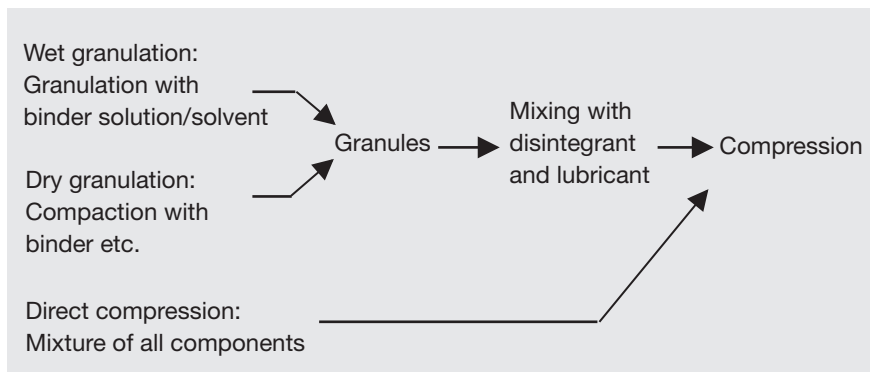 Wet granulation:
Granulation with
binder solution/solvent
Granules
Mixing with
disintegrant
and lubricant
Compression
Dry granulation:
Compaction with
binder etc.
Direct compression:
Mixture of all components